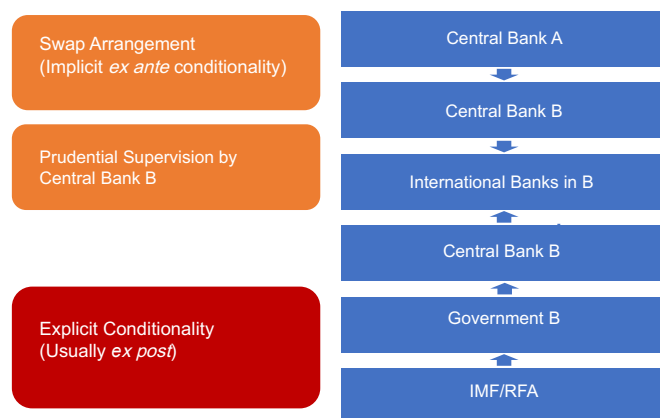 Swap Arrangement
(Implicit ex ante conditionality)
Prudential Supervision by
Central Bank B
Explicit Conditionality
(Usually ex post)
Central Bank A
Central Bank B
International Banks in B
Central Bank B
Government B
IMF/RFA